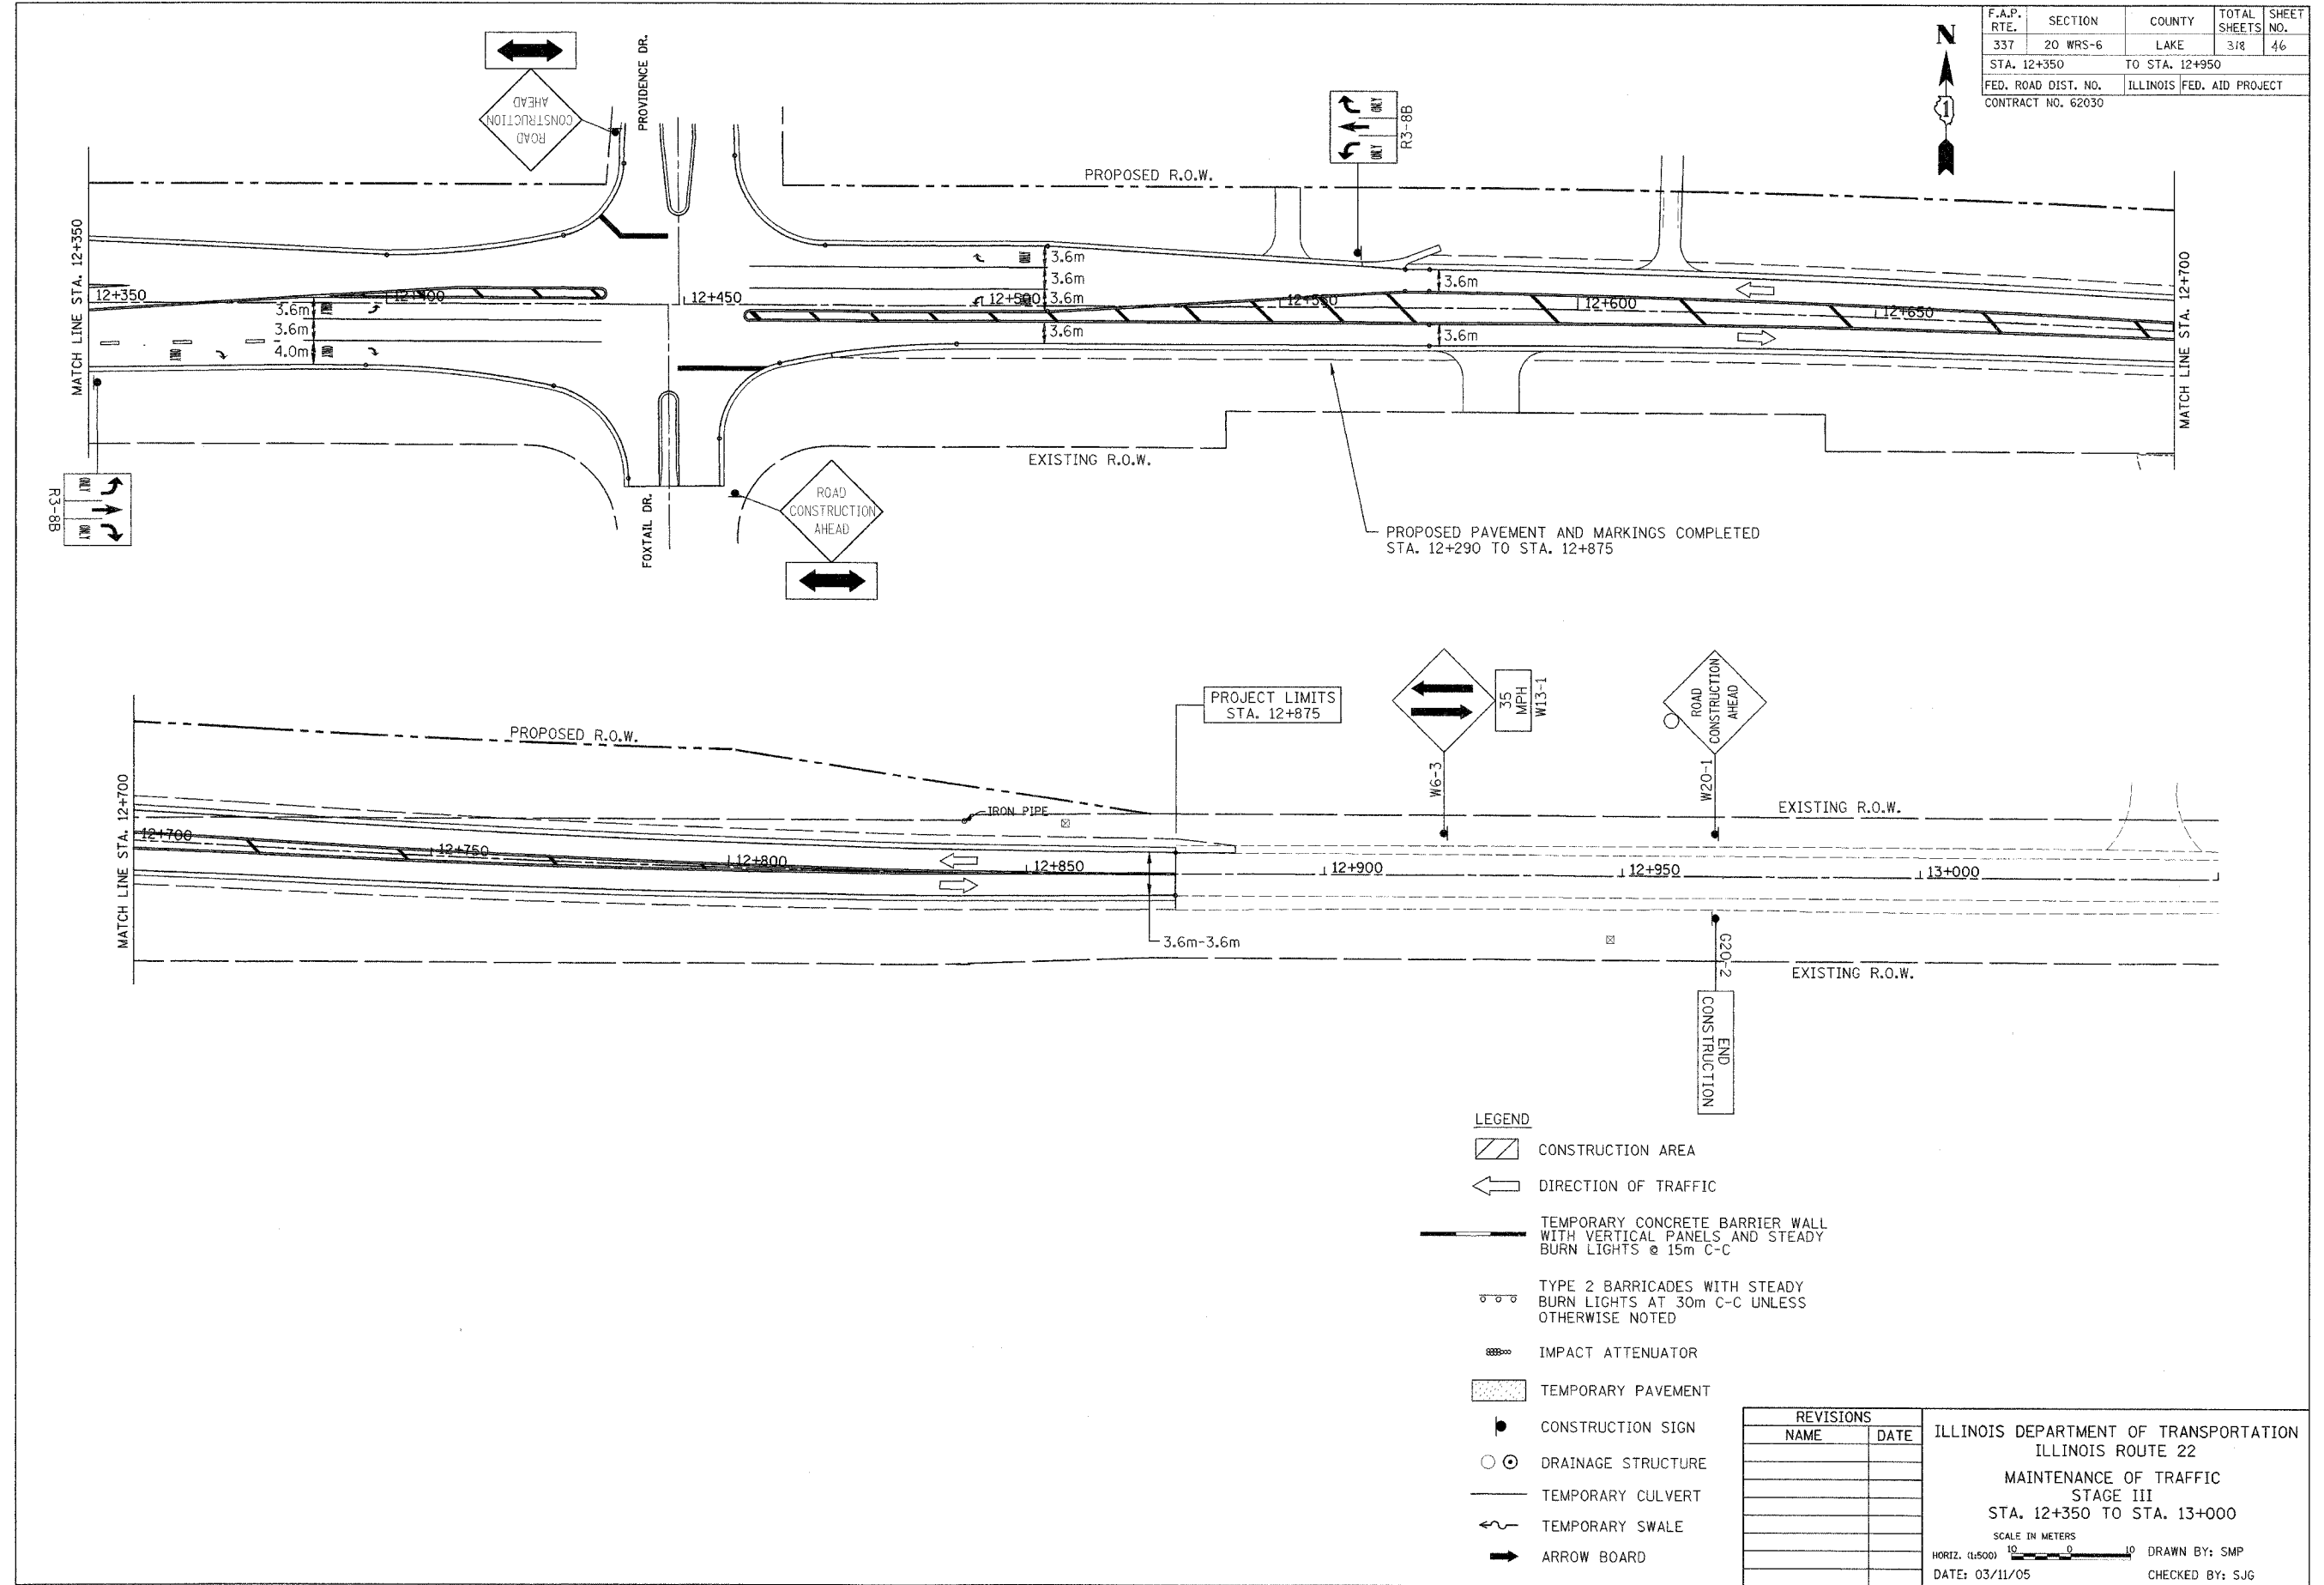 F.A.P. RTE. SECTION COUNTY TOTAL SHEETS SHEET NO.
337 20 WRS-6 LAKE 318 46
STA. 12+350 TO STA. 12+950
FED. ROAD DIST. NO. ILLINOIS FED. AID PROJECT
CONTRACT NO. 62030
N
1
ROAD
CONSTRUCTION
AHEAD
PROVIDENCE DR.
ONLY
ONLY
R3-8B
PROPOSED R.O.W.
MATCH LINE STA. 12+350
MATCH LINE STA. 12+700
12+350
12+400
12+450
12+500
12+550
12+600
12+650
3.6m
3.6m
4.0m
ONLY
ONLY
ONLY
3.6m
3.6m
3.6m
3.6m
3.6m
3.6m
ONLY
ONLY
R3-8B
EXISTING R.O.W.
FOXTAIL DR.
ROAD
CONSTRUCTION
AHEAD
PROPOSED PAVEMENT AND MARKINGS COMPLETED
STA. 12+290 TO STA. 12+875
PROJECT LIMITS
STA. 12+875
35
MPH
W13-1
W6-3
ROAD
CONSTRUCTION
AHEAD
W20-1
PROPOSED R.O.W.
IRON PIPE
EXISTING R.O.W.
MATCH LINE STA. 12+700
12+700
12+750
12+800
12+850
12+900
12+950
13+000
3.6m-3.6m
EXISTING R.O.W.
G20-2
END
CONSTRUCTION
LEGEND
CONSTRUCTION AREA
DIRECTION OF TRAFFIC
TEMPORARY CONCRETE BARRIER WALL
WITH VERTICAL PANELS AND STEADY
BURN LIGHTS @ 15m C-C
TYPE 2 BARRICADES WITH STEADY
BURN LIGHTS AT 30m C-C UNLESS
OTHERWISE NOTED
IMPACT ATTENUATOR
TEMPORARY PAVEMENT
CONSTRUCTION SIGN
DRAINAGE STRUCTURE
TEMPORARY CULVERT
TEMPORARY SWALE
ARROW BOARD
REVISIONS
NAME DATE
ILLINOIS DEPARTMENT OF TRANSPORTATION
ILLINOIS ROUTE 22
MAINTENANCE OF TRAFFIC
STAGE III
STA. 12+350 TO STA. 13+000
SCALE IN METERS
HORIZ. (1:500) 10 0 10
DRAWN BY: SMP
DATE: 03/11/05
CHECKED BY: SJG